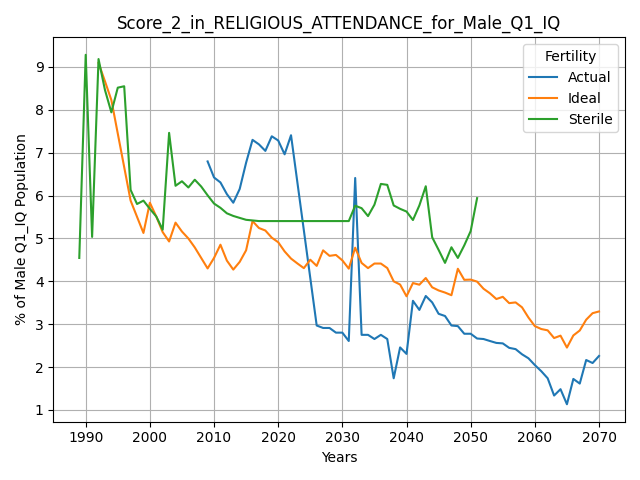 Score_2_in_RELIGIOUS_ATTENDANCE_for_Male_Q1_IQ
Fertility
Actual
Ideal
Sterile
% of Male Q1_IQ Population
9
8
7
6
5
4
3
2
1
1990 2000 2010 2020 2030 2040 2050 2060 2070
Years